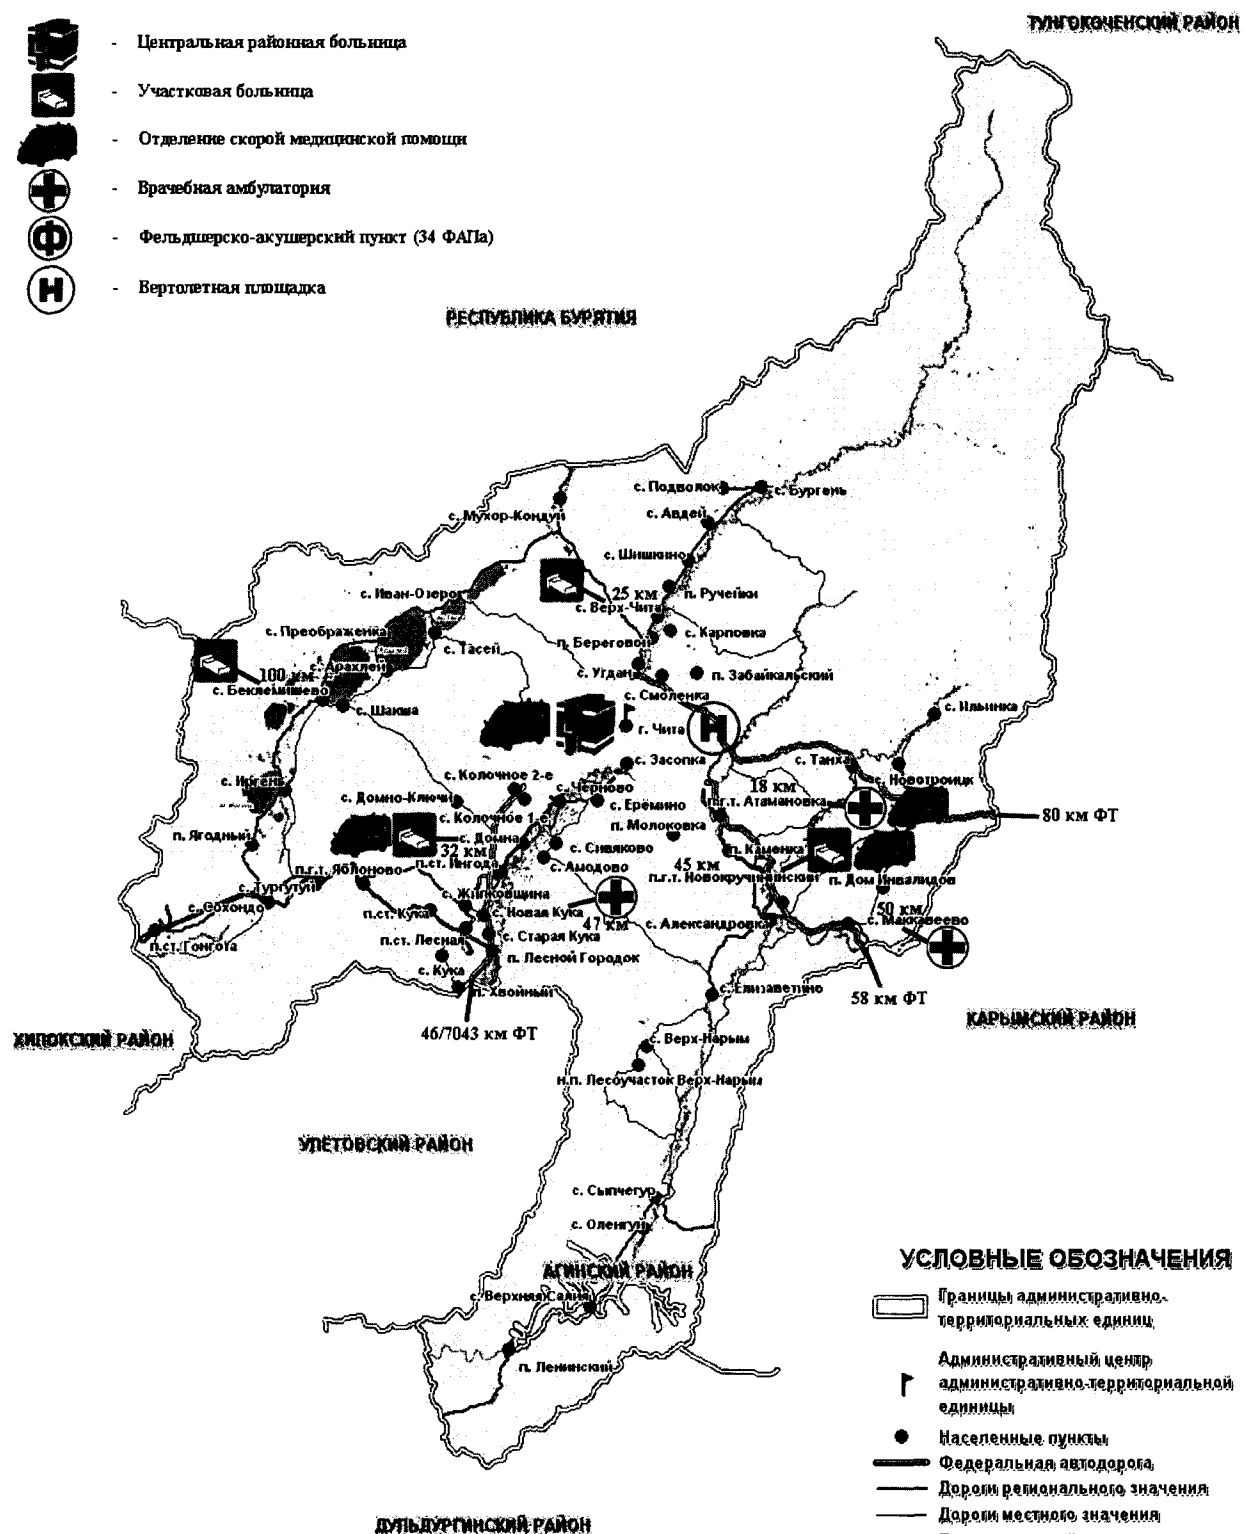 ТУНГОКОЧЕНСКИЙ РАЙОН
- Центральная районная больница
- Участковая больница
- Отделение скорой медицинской помощи
- Врачебная амбулатория
Ф - Фельдшерско-акушерский пункт (34 ФАПа)
Н - Вертолетная площадка
РЕСПУБЛИКА БУРЯТИЯ
с. Подволок
с. Бургень
с. Авдей
с. Мухор-Кондуй
с. Шишкино
25 км
п. Ручейки
с. Иван-Озеро
с. Верх-Чита
с. Преображенка
п. Береговой
с. Карповка
с. Тасей
с. Арахлей
100 км
с. Угдан
п. Забайкальский
с. Беклемишево
с. Смоленка
с. Шакша
с. Ильинка
г. Чита
Н
с. Засопка
с. Танха
с. Иргень
с. Колочное 2-е
с. Новотроицк
с. Черново
18 км
с. Домно-Ключи
с. Ерёмино
п.г.т. Атамановка
с. Колочное 1-е
80 км ФТ
п. Молоковка
п. Ягодный
с. Домна
с. Сивяково
32 км
п. Каменка
п.ст. Ингода
с. Амодово
45 км
п.г.т. Яблоново
п.г.т. Новокручининский
п. Дом Инвалидов
с. Тургутуй
с. Жипковщина
с. Сохондо
п.ст. Кука
с. Новая Кука
50 км
47 км
с. Александровка
с. Маккавеево
п.ст. Гонгота
п.ст. Лесная
с. Старая Кука
п. Лесной Городок
с. Кука
п. Хвойный
с. Елизаветино
58 км ФТ
46/7043 км ФТ
КАРЫМСКИЙ РАЙОН
ХИЛОКСКИЙ РАЙОН
с. Верх-Нарым
н.п. Лесоучасток Верх-Нарым
УЛЕТОВСКИЙ РАЙОН
с. Сыпчегур
с. Оленгуй
УСЛОВНЫЕ ОБОЗНАЧЕНИЯ
АГИНСКИЙ РАЙОН
с. Верхняя Салия
Границы административно-
территориальных единиц
Административный центр
административно-территориальной
единицы
п. Ленинский
Населенные пункты
Федеральная автодорога
Дороги регионального значения
Дороги местного значения
ДУЛЬДУРГИНСКИЙ РАЙОН